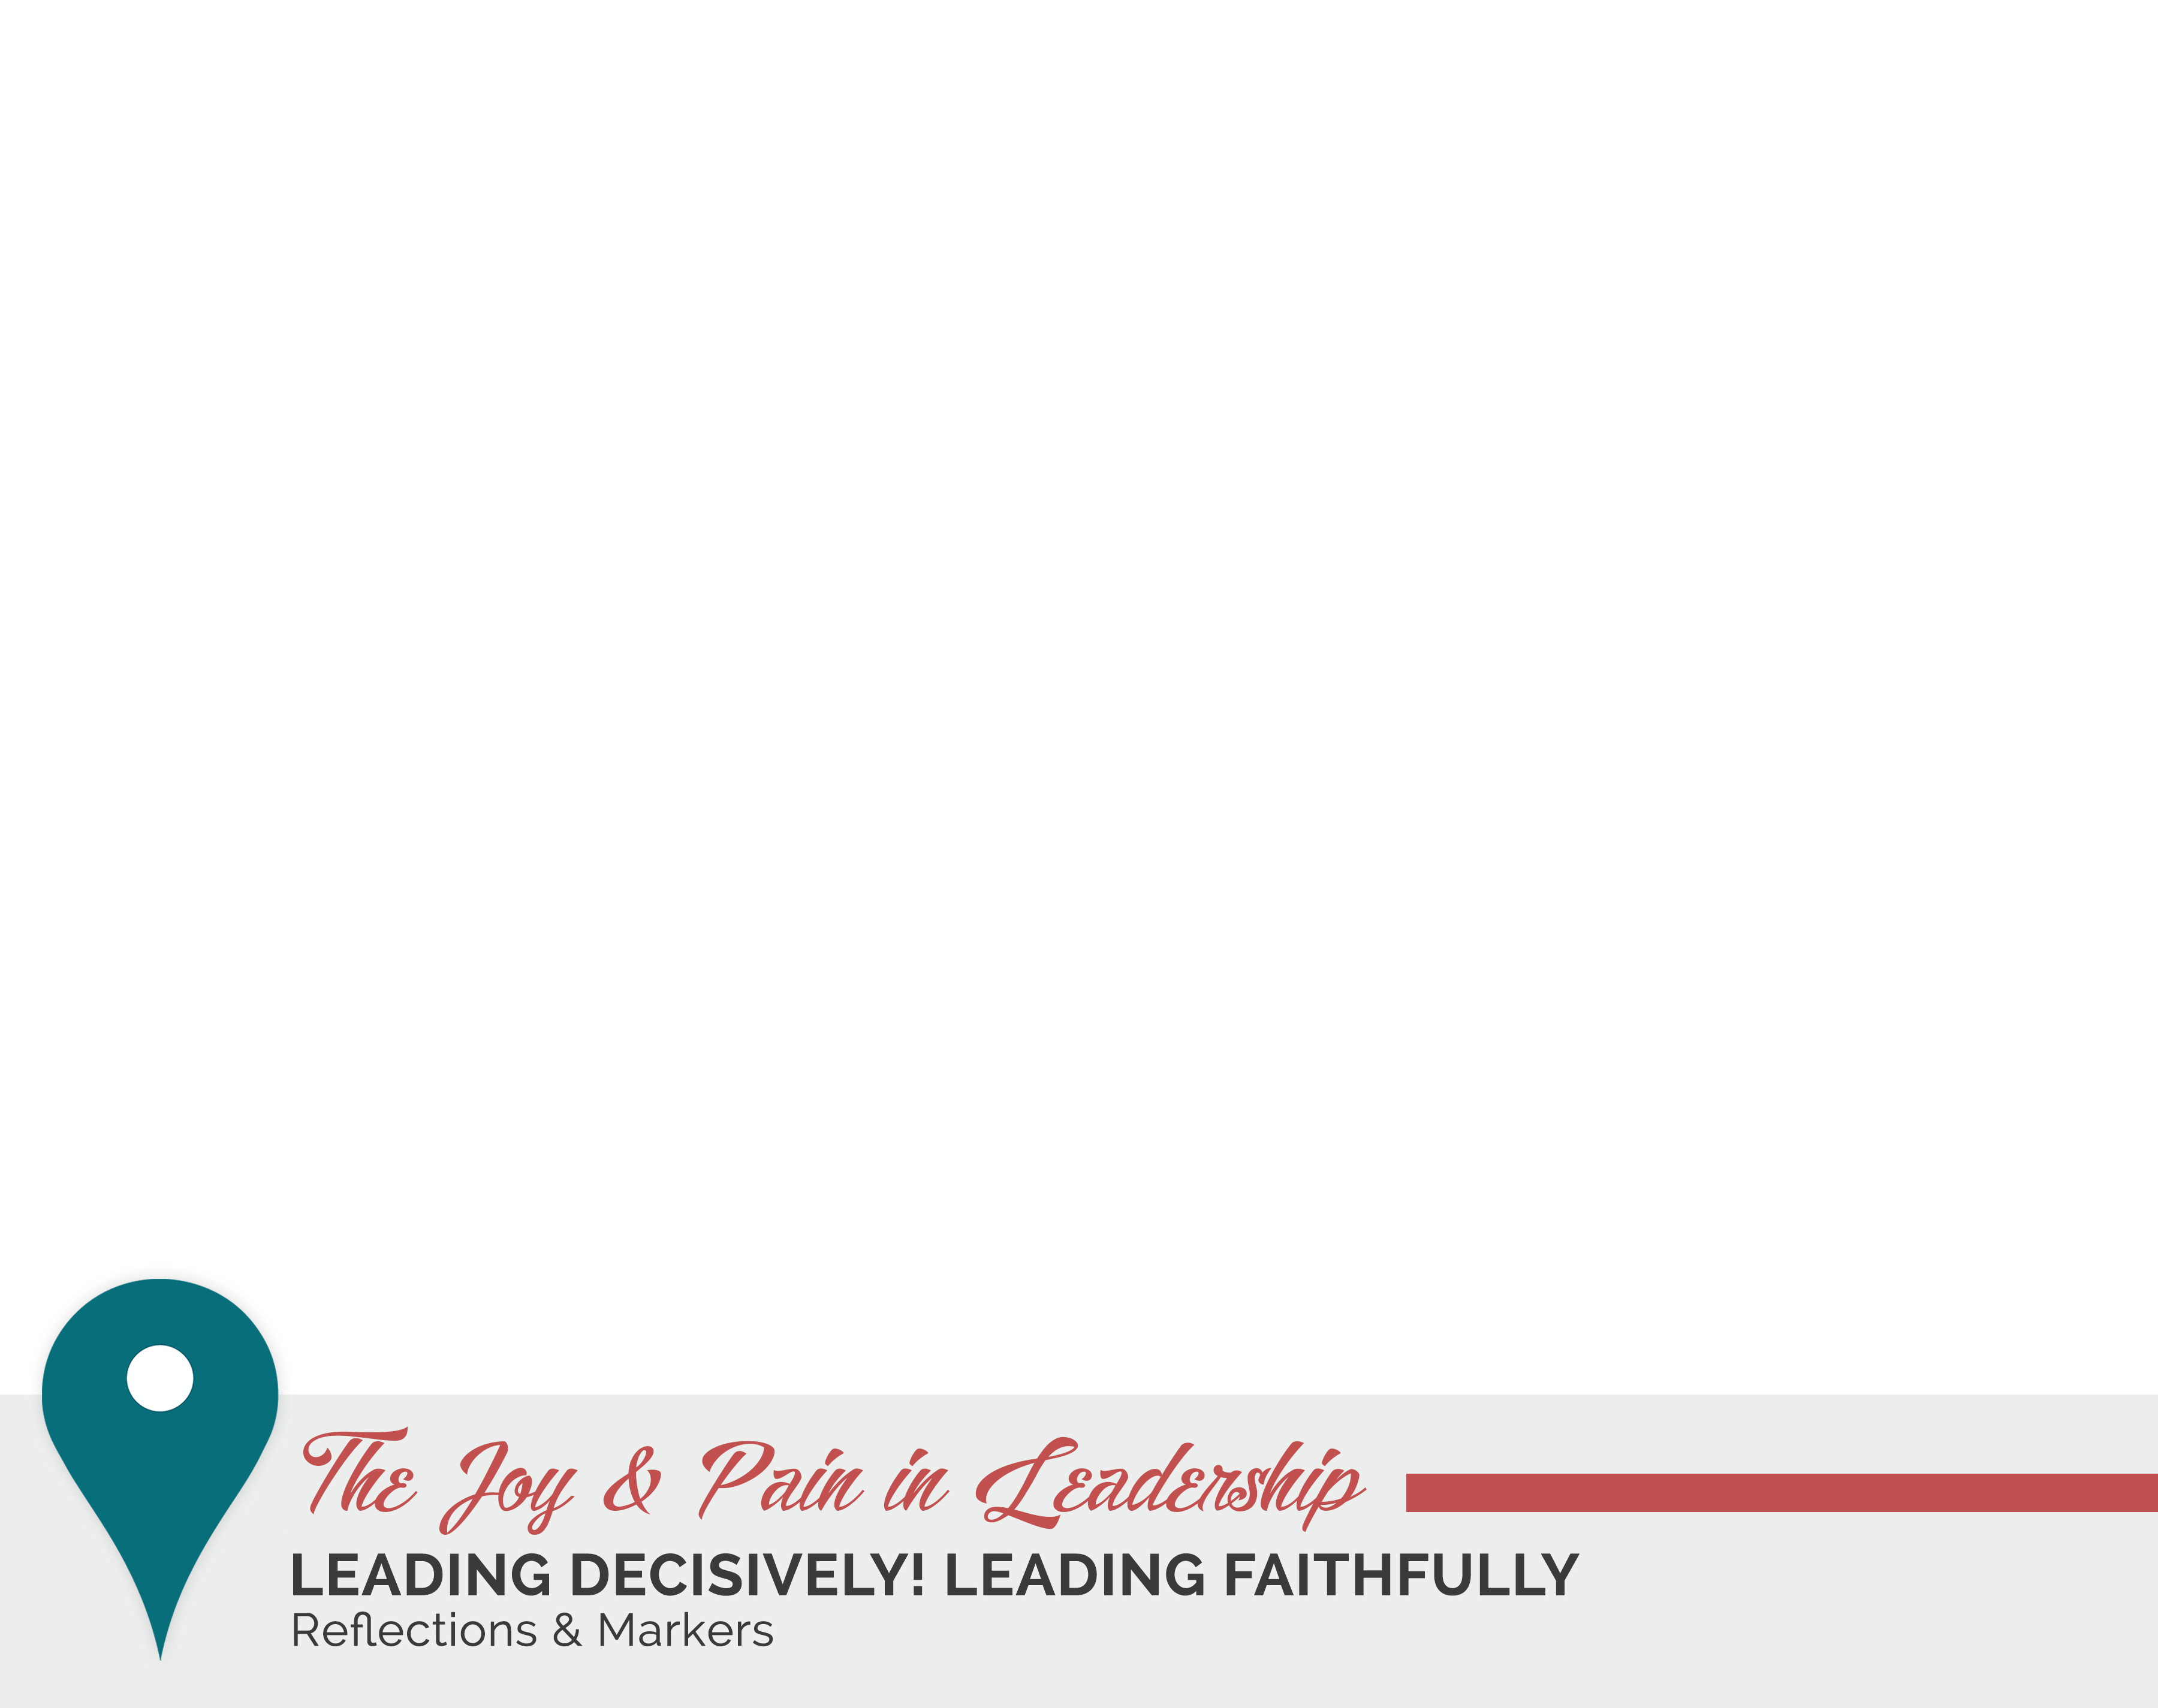 The Joy & Pain in Leadership
LEADING DECISIVELY! LEADING FAITHFULLY
Reflections & Markers